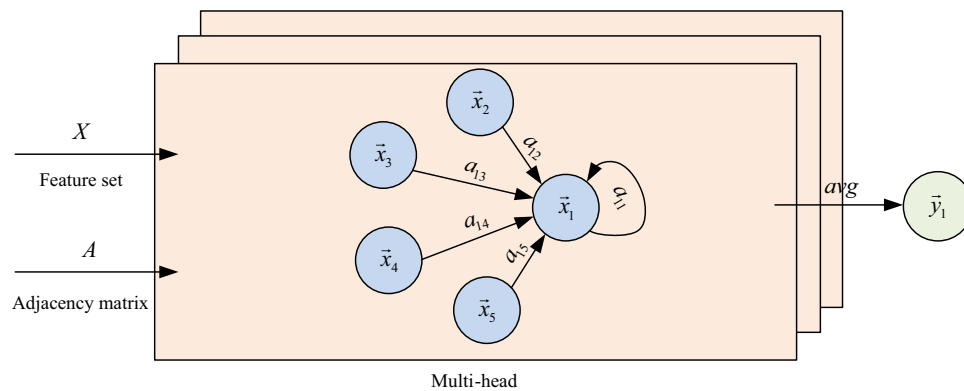 X
Feature set
A
Adjacency matrix
x⃗₂
a₁₂
x⃗₃
a₁₃
x⃗₁
a₁₁
a₁₄
x⃗₄
a₁₅
x⃗₅
avg
y⃗₁
Multi-head